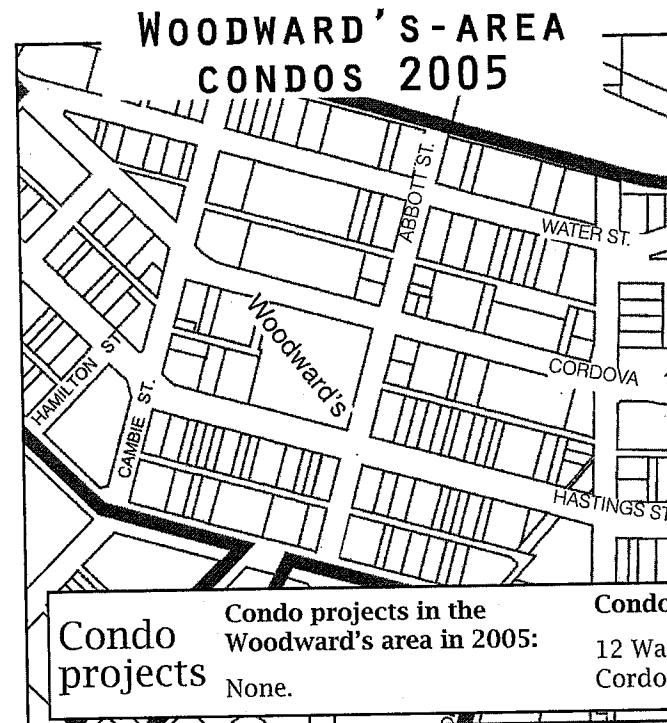 WOODWARD'S-AREA
CONDOS 2005
ABBOTT ST.
WATER ST.
Woodward's
CORDOVA
HAMILTON ST
CAMBIE ST.
HASTINGS ST
Condo
projects
Condo projects in the
Woodward's area in 2005:
None.
Condo
12 Wa
Cordo